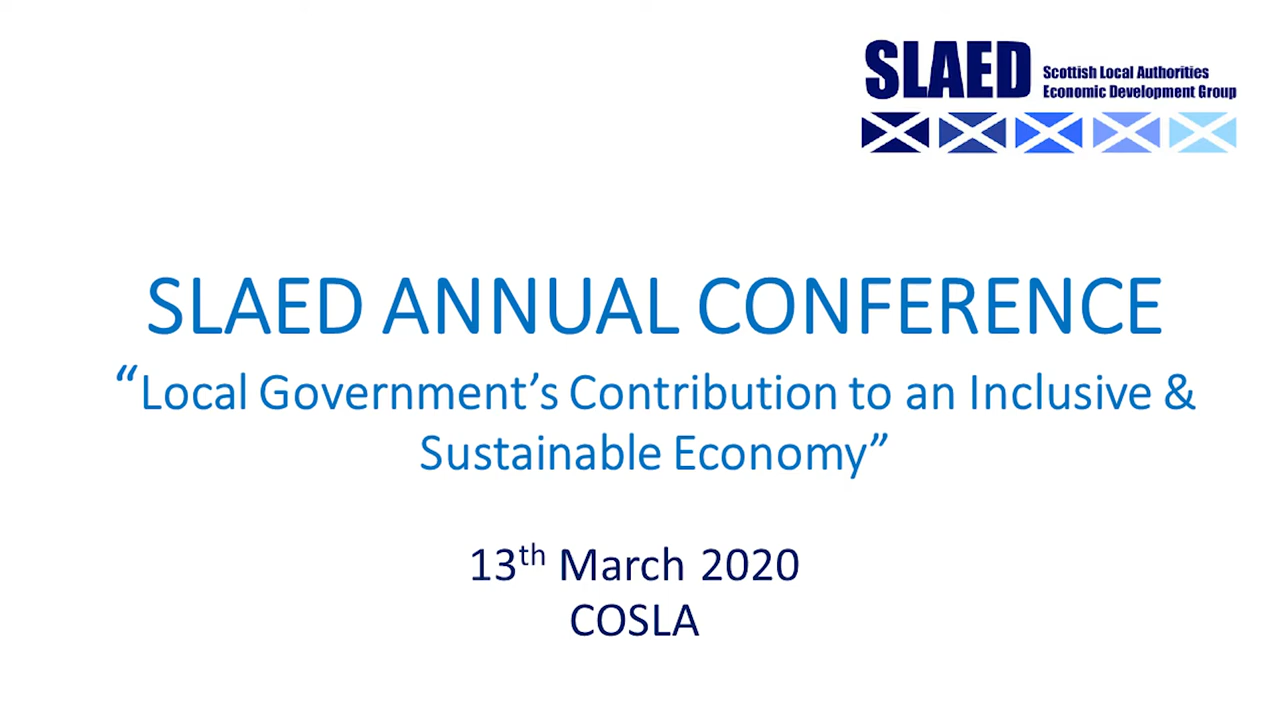 SLAED
Scottish Local Authorities
Economic Development Group
SLAED ANNUAL CONFERENCE
“Local Government’s Contribution to an Inclusive &
Sustainable Economy”
13th March 2020
COSLA